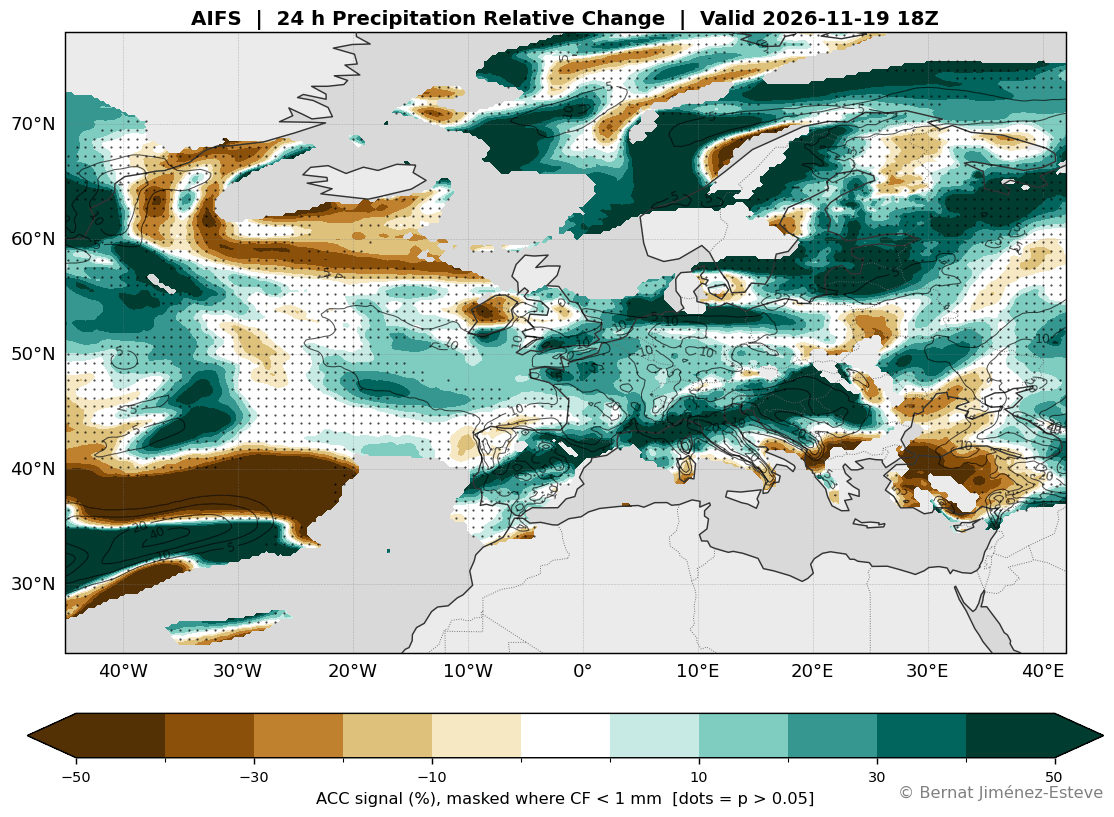 AIFS | 24 h Precipitation Relative Change | Valid 2026-11-19 18Z
70°N
60°N
50°N
40°N
30°N
40°W 30°W 20°W 10°W 0° 10°E 20°E 30°E 40°E
−50 −30 −10 10 30 50
ACC signal (%), masked where CF < 1 mm [dots = p > 0.05]
© Bernat Jiménez-Esteve